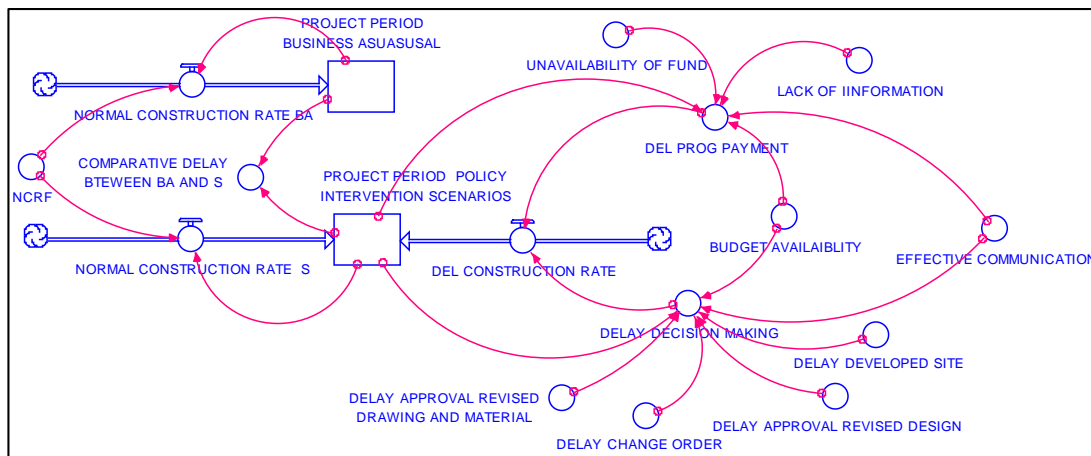 PROJECT PERIOD
BUSINESS ASUASUSAL
UNAVAILABILITY OF FUND
LACK OF IINFORMATION
NORMAL CONSTRUCTION RATE BA
DEL PROG PAYMENT
COMPARATIVE DELAY
BTEWEEN BA AND S
NCRF
PROJECT PERIOD POLICY
INTERVENTION SCENARIOS
BUDGET AVAILAIBLITY
EFFECTIVE COMMUNICATION
NORMAL CONSTRUCTION RATE S
DEL CONSTRUCTION RATE
DELAY DECISION MAKING
DELAY DEVELOPED SITE
DELAY APPROVAL REVISED
DRAWING AND MATERIAL
DELAY APPROVAL REVISED DESIGN
DELAY CHANGE ORDER